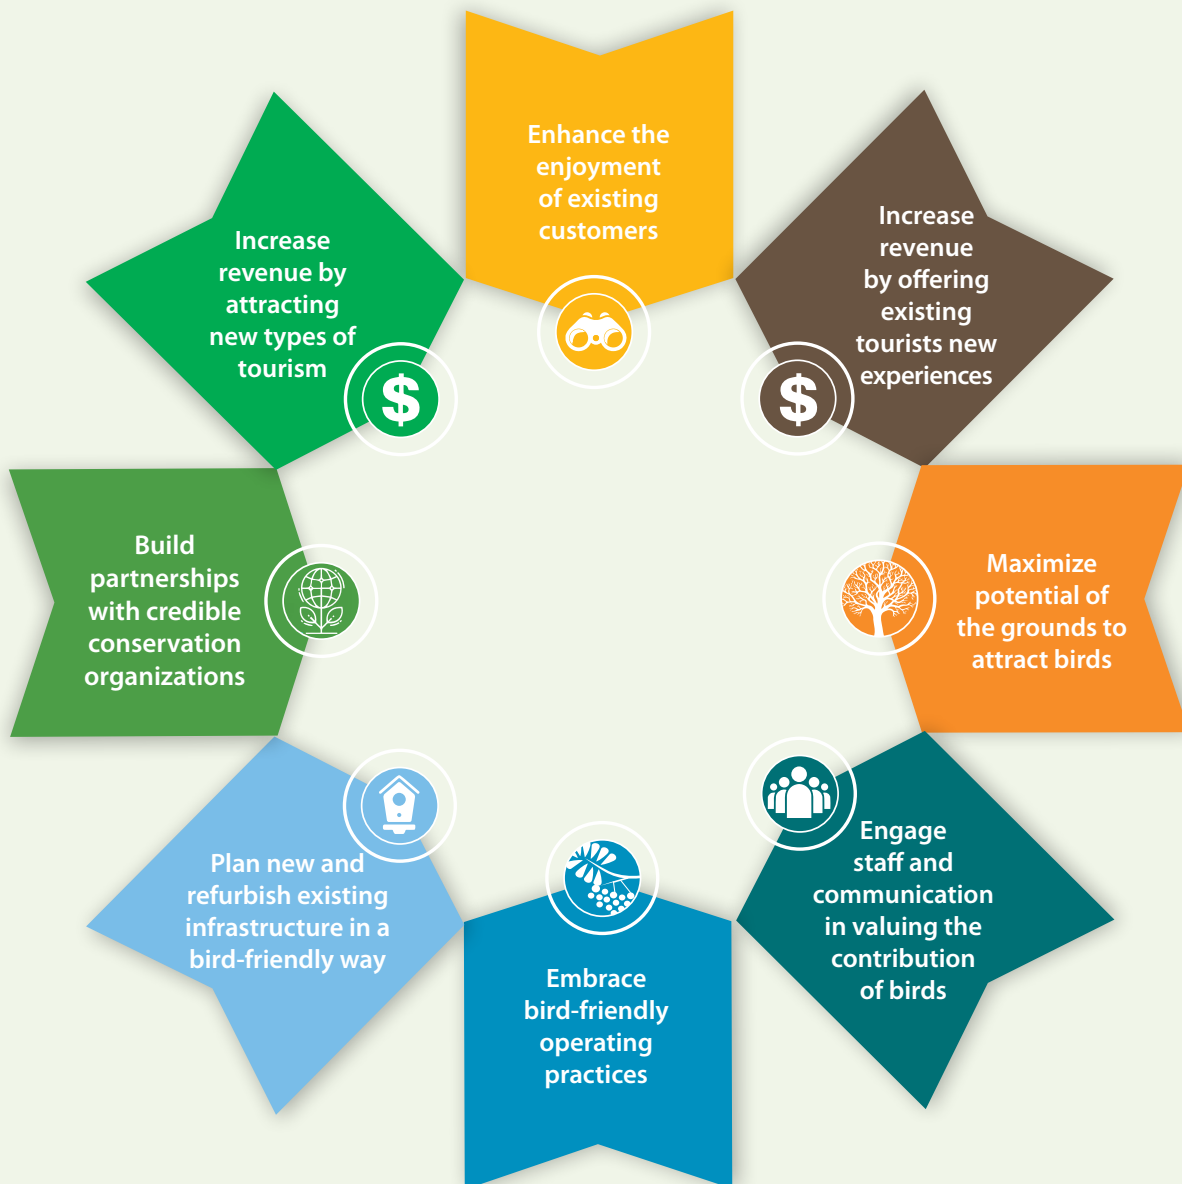 Enhance the
enjoyment
of existing
customers
Increase
revenue
by offering
existing
tourists new
experiences
Maximize
potential of
the grounds to
attract birds
Engage
staff and
communication
in valuing the
contribution
of birds
Embrace
bird-friendly
operating
practices
Plan new and
refurbish existing
infrastructure in a
bird-friendly way
Build
partnerships
with credible
conservation
organizations
Increase
revenue by
attracting
new types of
tourism
$
$